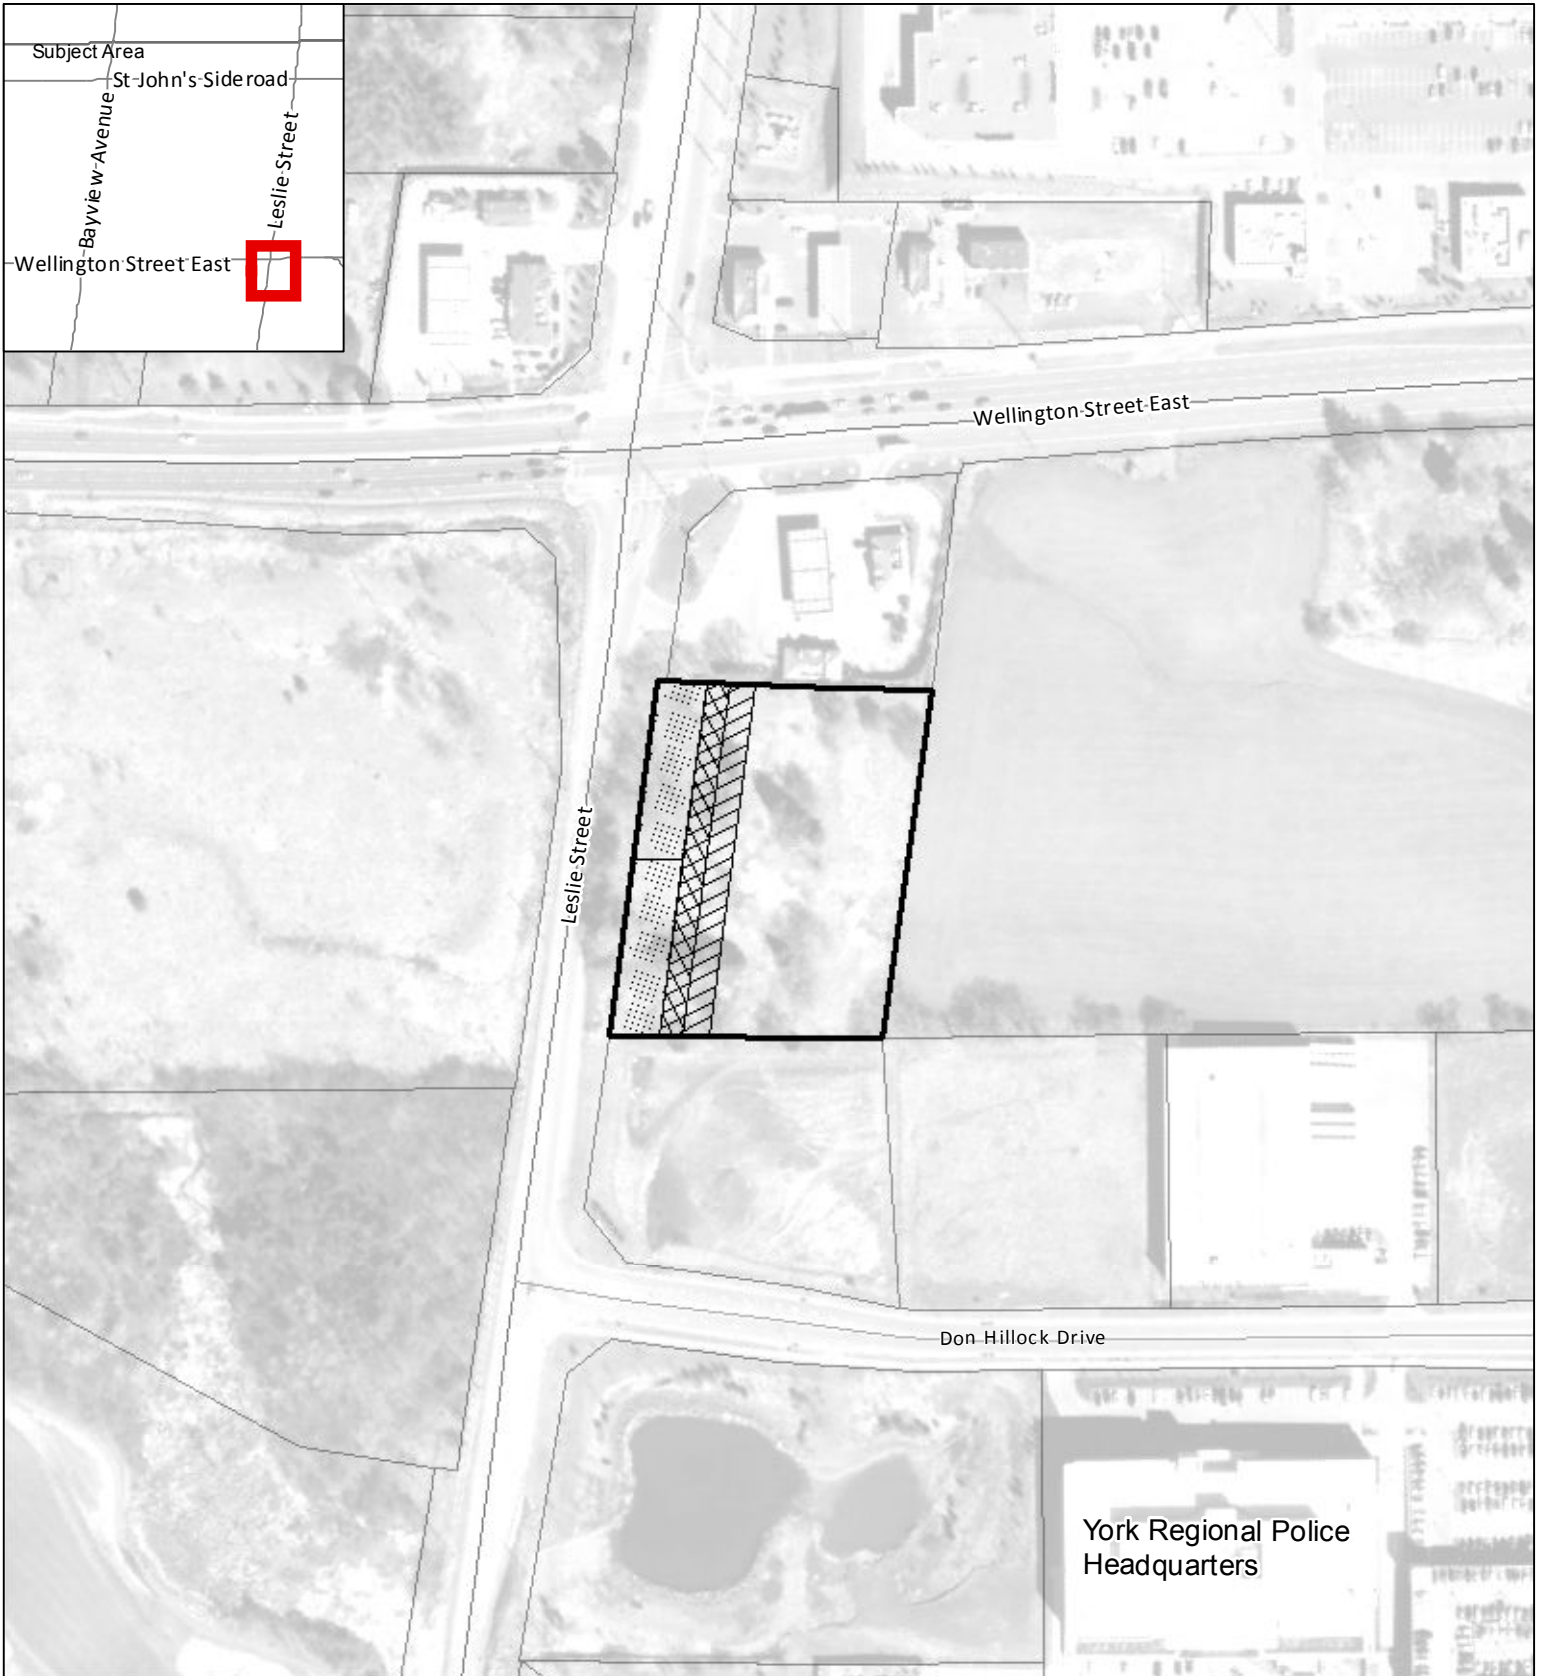 Subject Area
St John's Sideroad
Bayview Avenue
Leslie Street
Wellington Street East
Wellington Street East
Leslie Street
Don Hillock Drive
York Regional Police
Headquarters